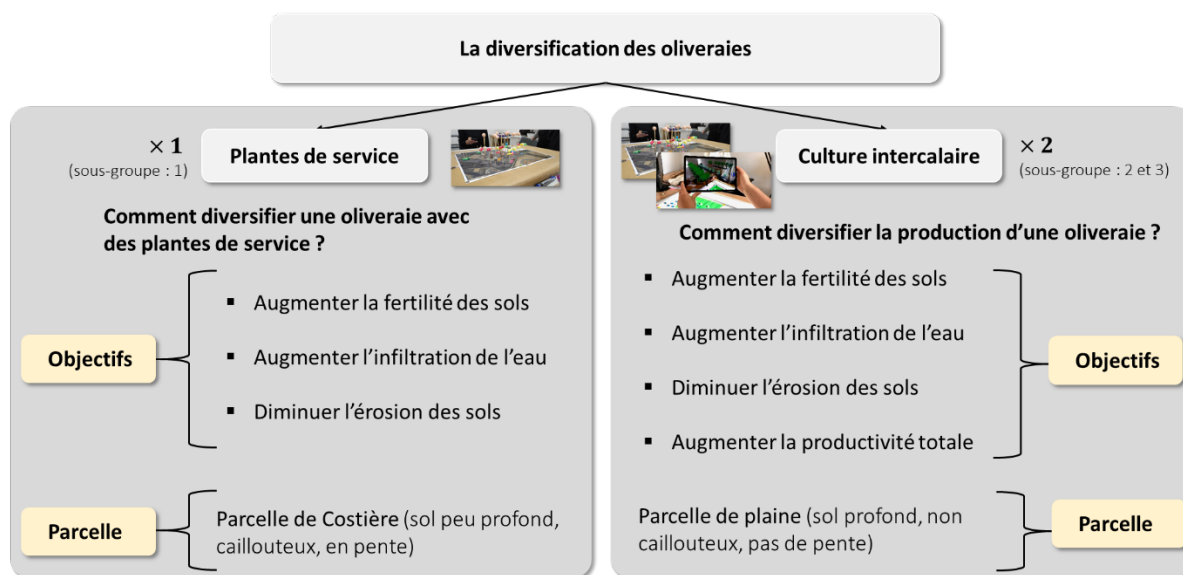 La diversification des oliveraies
× 1
(sous-groupe : 1)
Plantes de service
Comment diversifier une oliveraie avec
des plantes de service ?
Objectifs
▪ Augmenter la fertilité des sols
▪ Augmenter l’infiltration de l’eau
▪ Diminuer l’érosion des sols
Parcelle
Parcelle de Costière (sol peu profond,
caillouteux, en pente)
Culture intercalaire
× 2
(sous-groupe : 2 et 3)
Comment diversifier la production d’une oliveraie ?
▪ Augmenter la fertilité des sols
▪ Augmenter l’infiltration de l’eau
▪ Diminuer l’érosion des sols
▪ Augmenter la productivité totale
Objectifs
Parcelle de plaine (sol profond, non
caillouteux, pas de pente)
Parcelle